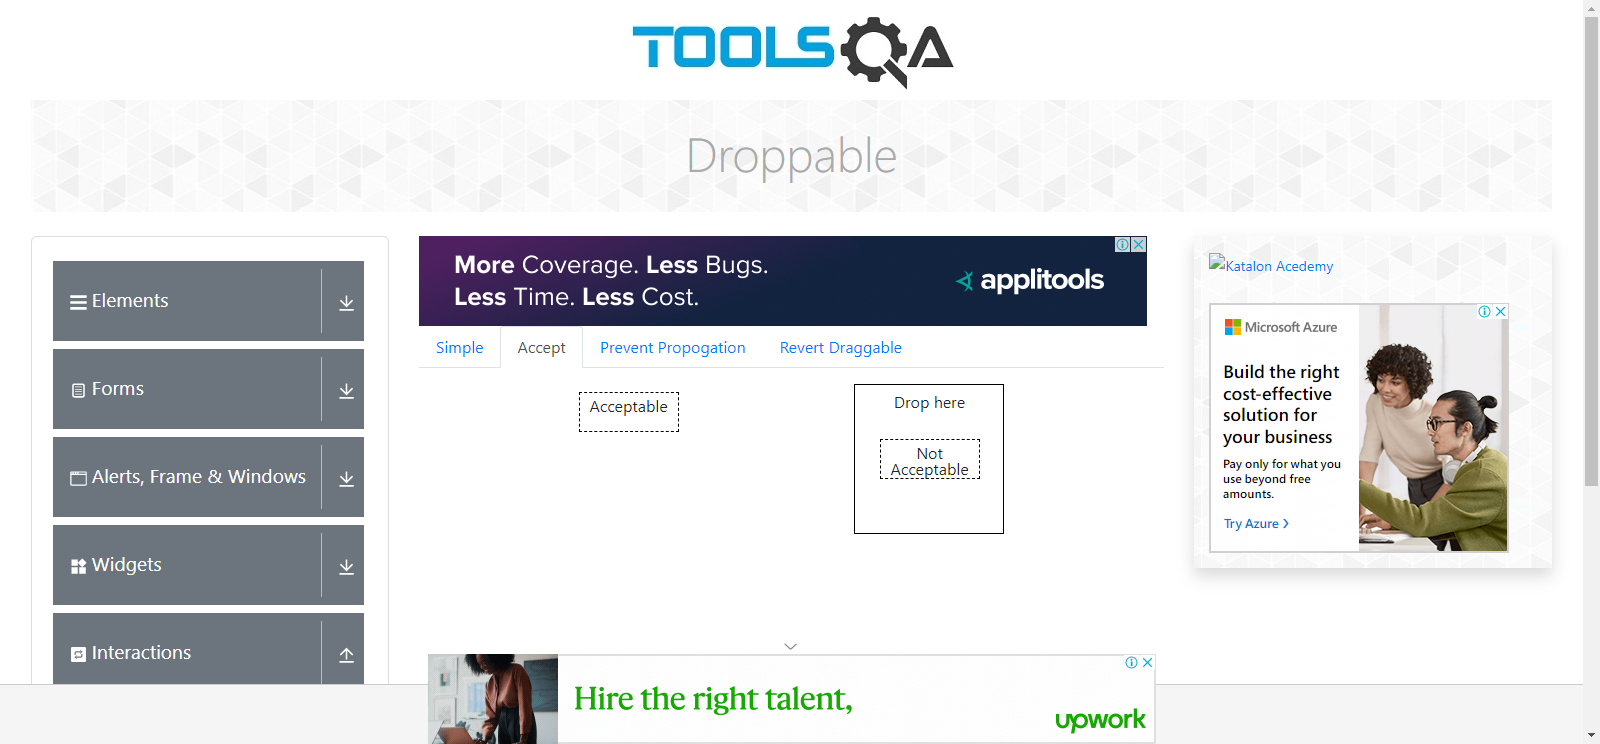 TOOLSQA
Droppable
Elements
Forms
Alerts, Frame & Windows
Widgets
Interactions
More Coverage. Less Bugs.
Less Time. Less Cost.
applitools
Simple
Accept
Prevent Propogation
Revert Draggable
Acceptable
Drop here
Not
Acceptable
Katalon Acedemy
Microsoft Azure
Build the right
cost-effective
solution for
your business
Pay only for what you
use beyond free
amounts.
Try Azure >
Hire the right talent,
upwork